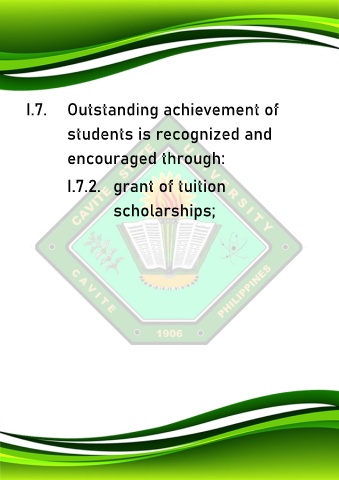 I.7. Outstanding achievement of
students is recognized and
encouraged through:
I.7.2. grant of tuition
scholarships;
CAVITE STATE UNIVERSITY
CAVITE
PHILIPPINES
1906